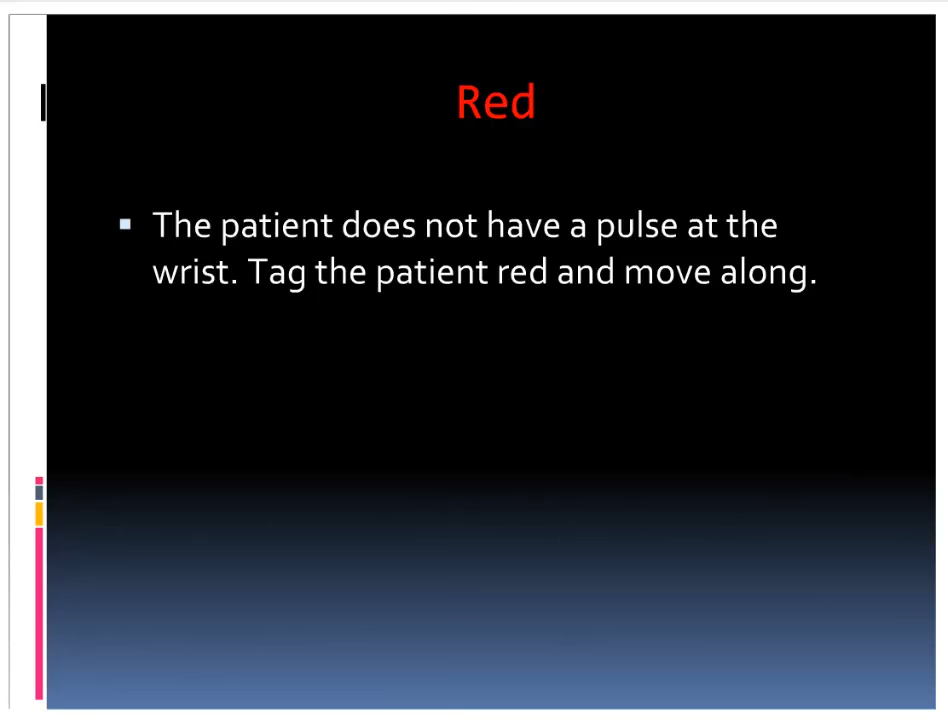 Red
The patient does not have a pulse at the
wrist. Tag the patient red and move along.